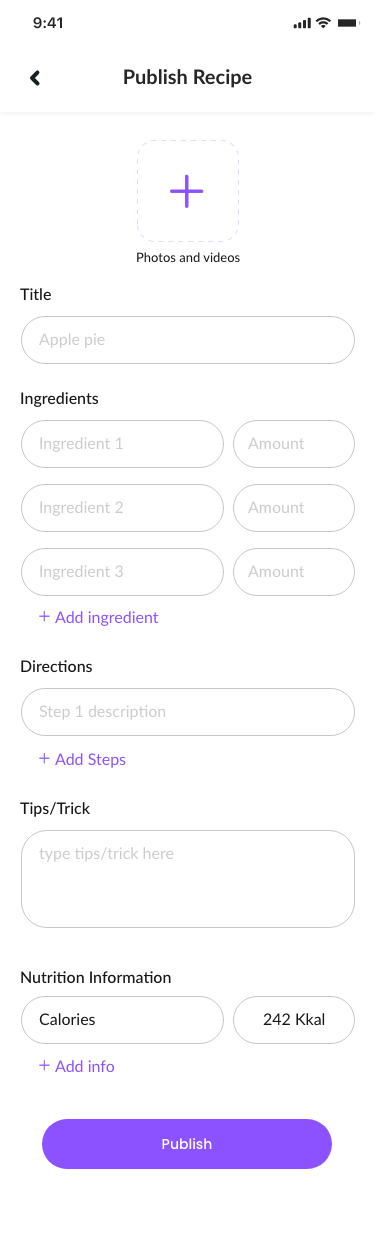 9:41
Publish Recipe
Photos and videos
Title
Apple pie
Ingredients
Ingredient 1 Amount
Ingredient 2 Amount
Ingredient 3 Amount
+ Add ingredient
Directions
Step 1 description
+ Add Steps
Tips/Trick
type tips/trick here
Nutrition Information
Calories 242 Kkal
+ Add info
Publish